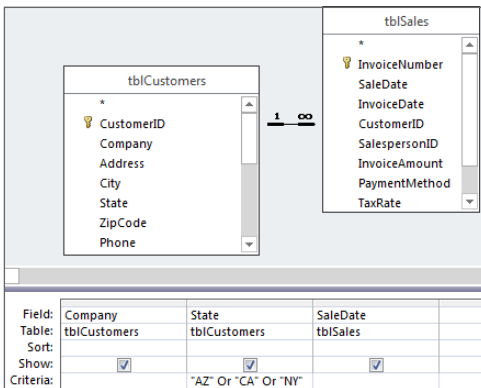 tblSales
*
InvoiceNumber
SaleDate
InvoiceDate
CustomerID
SalespersonID
InvoiceAmount
PaymentMethod
TaxRate
tblCustomers
*
CustomerID
Company
Address
City
State
ZipCode
Phone
1 ∞
Field: Company State SaleDate
Table: tblCustomers tblCustomers tblSales
Sort:
Show:
Criteria: "AZ" Or "CA" Or "NY"